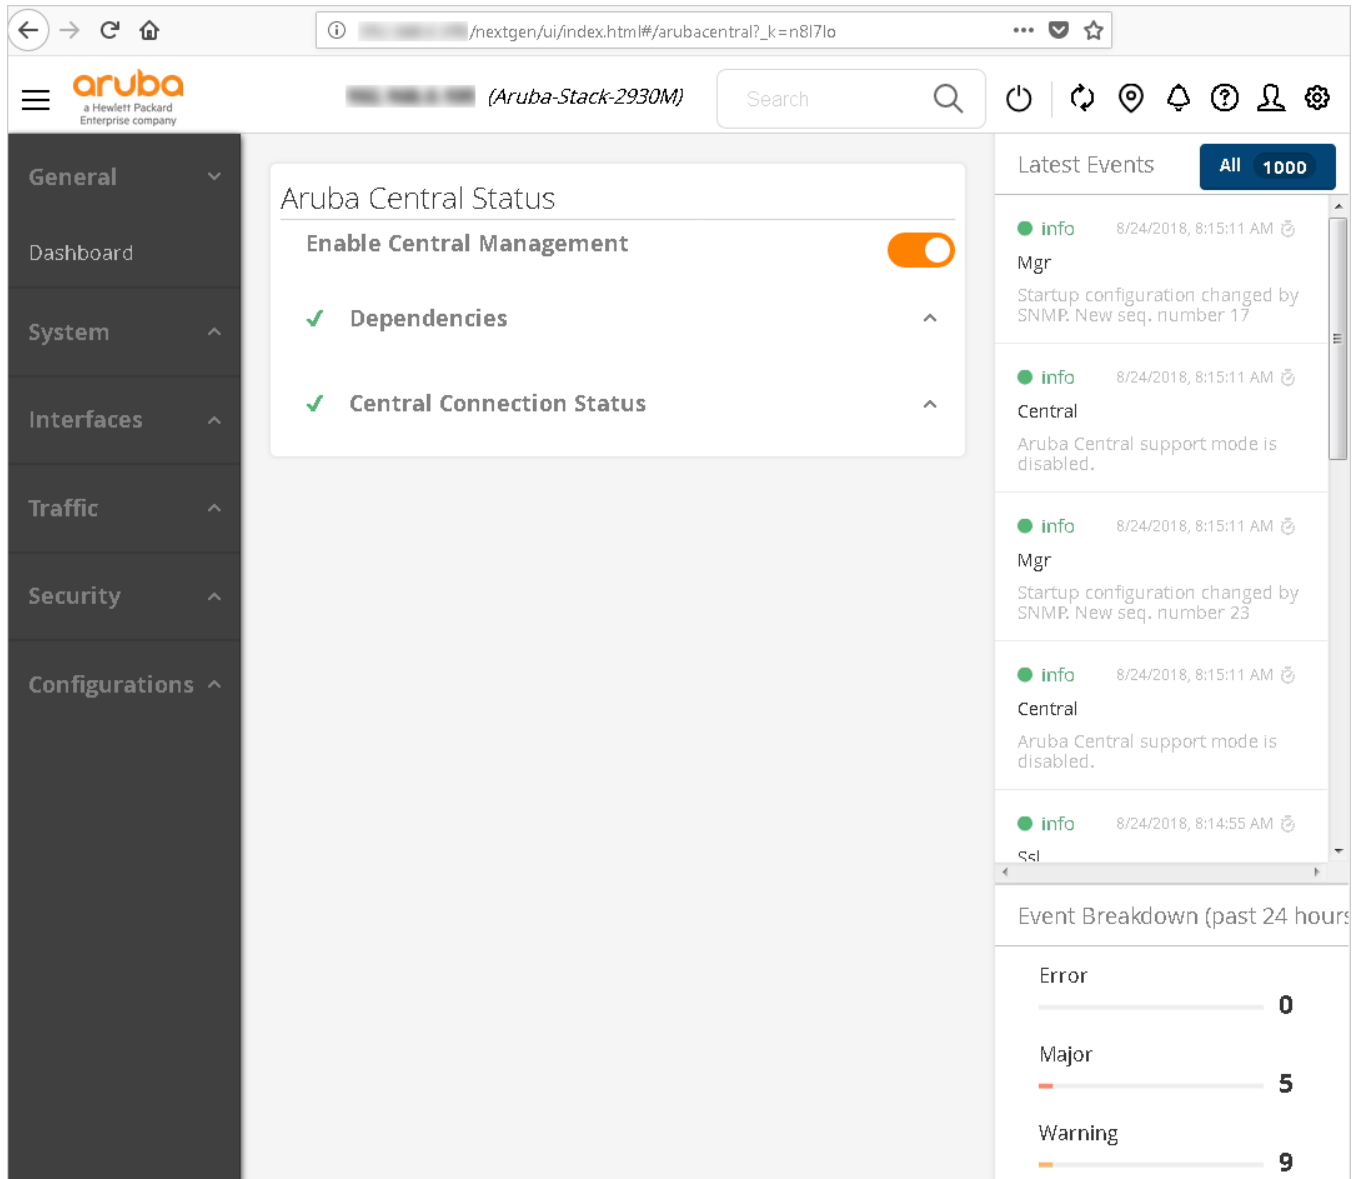 /nextgen/ui/index.html#/arubacentral?_k=n8l7lo
aruba
a Hewlett Packard
Enterprise company
(Aruba-Stack-2930M)
Search
General
Dashboard
System
Interfaces
Traffic
Security
Configurations
Aruba Central Status
Enable Central Management
Dependencies
Central Connection Status
Latest Events
All 1000
info 8/24/2018, 8:15:11 AM
Mgr
Startup configuration changed by
SNMP. New seq. number 17
info 8/24/2018, 8:15:11 AM
Central
Aruba Central support mode is
disabled.
info 8/24/2018, 8:15:11 AM
Mgr
Startup configuration changed by
SNMP. New seq. number 23
info 8/24/2018, 8:15:11 AM
Central
Aruba Central support mode is
disabled.
info 8/24/2018, 8:14:55 AM
Ssl
Event Breakdown (past 24 hours
Error
0
Major
5
Warning
9